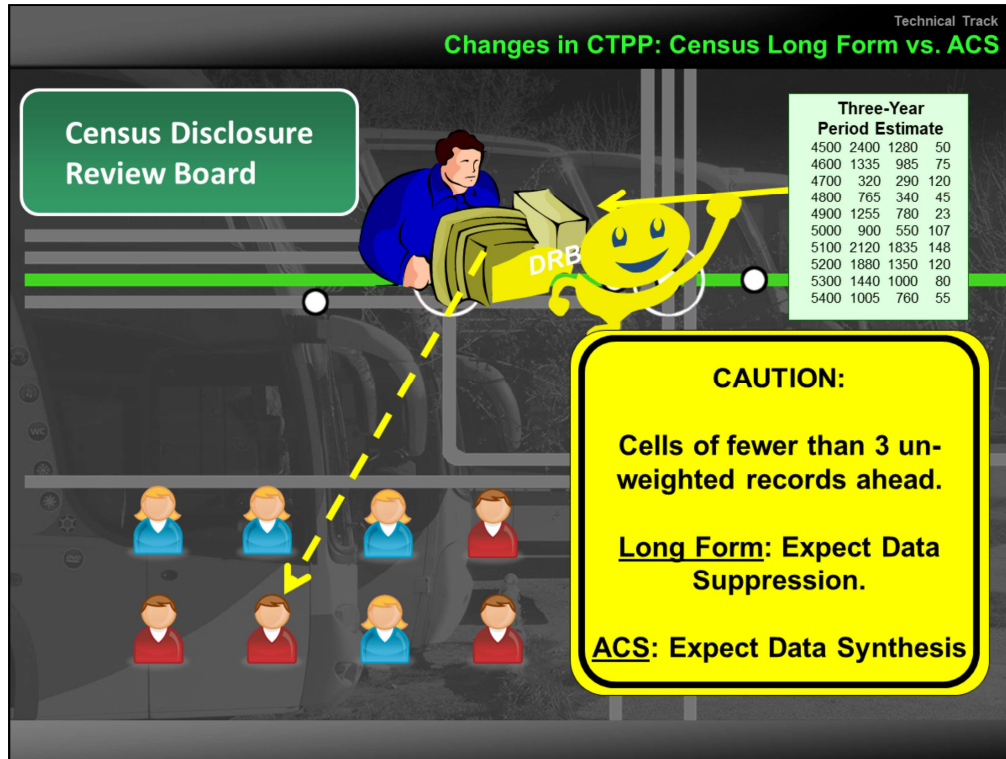 Technical Track
Changes in CTPP: Census Long Form vs. ACS
Census Disclosure
Review Board
DRB
Three-Year
Period Estimate
4500 2400 1280 50
4600 1335 985 75
4700 320 290 120
4800 765 340 45
4900 1255 780 23
5000 900 550 107
5100 2120 1835 148
5200 1880 1350 120
5300 1440 1000 80
5400 1005 760 55
CAUTION:
Cells of fewer than 3 un-
weighted records ahead.
Long Form: Expect Data
Suppression.
ACS: Expect Data Synthesis
WC